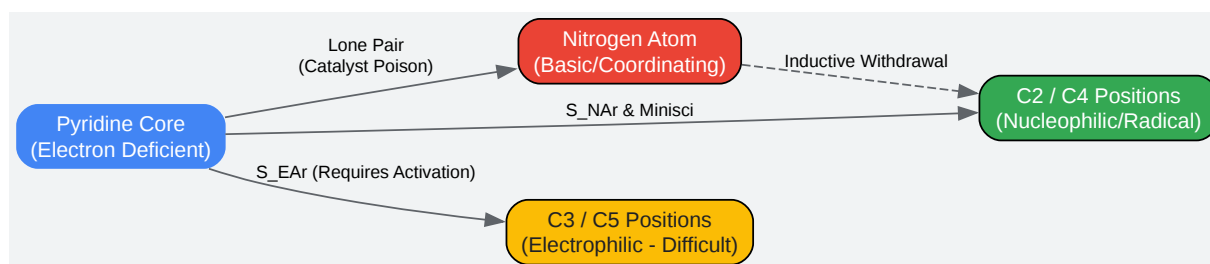 Lone Pair
(Catalyst Poison)
Nitrogen Atom
(Basic/Coordinating)
Inductive Withdrawal
Pyridine Core
(Electron Deficient)
S_NAr & Minisci
C2 / C4 Positions
(Nucleophilic/Radical)
S_EAr (Requires Activation)
C3 / C5 Positions
(Electrophilic - Difficult)